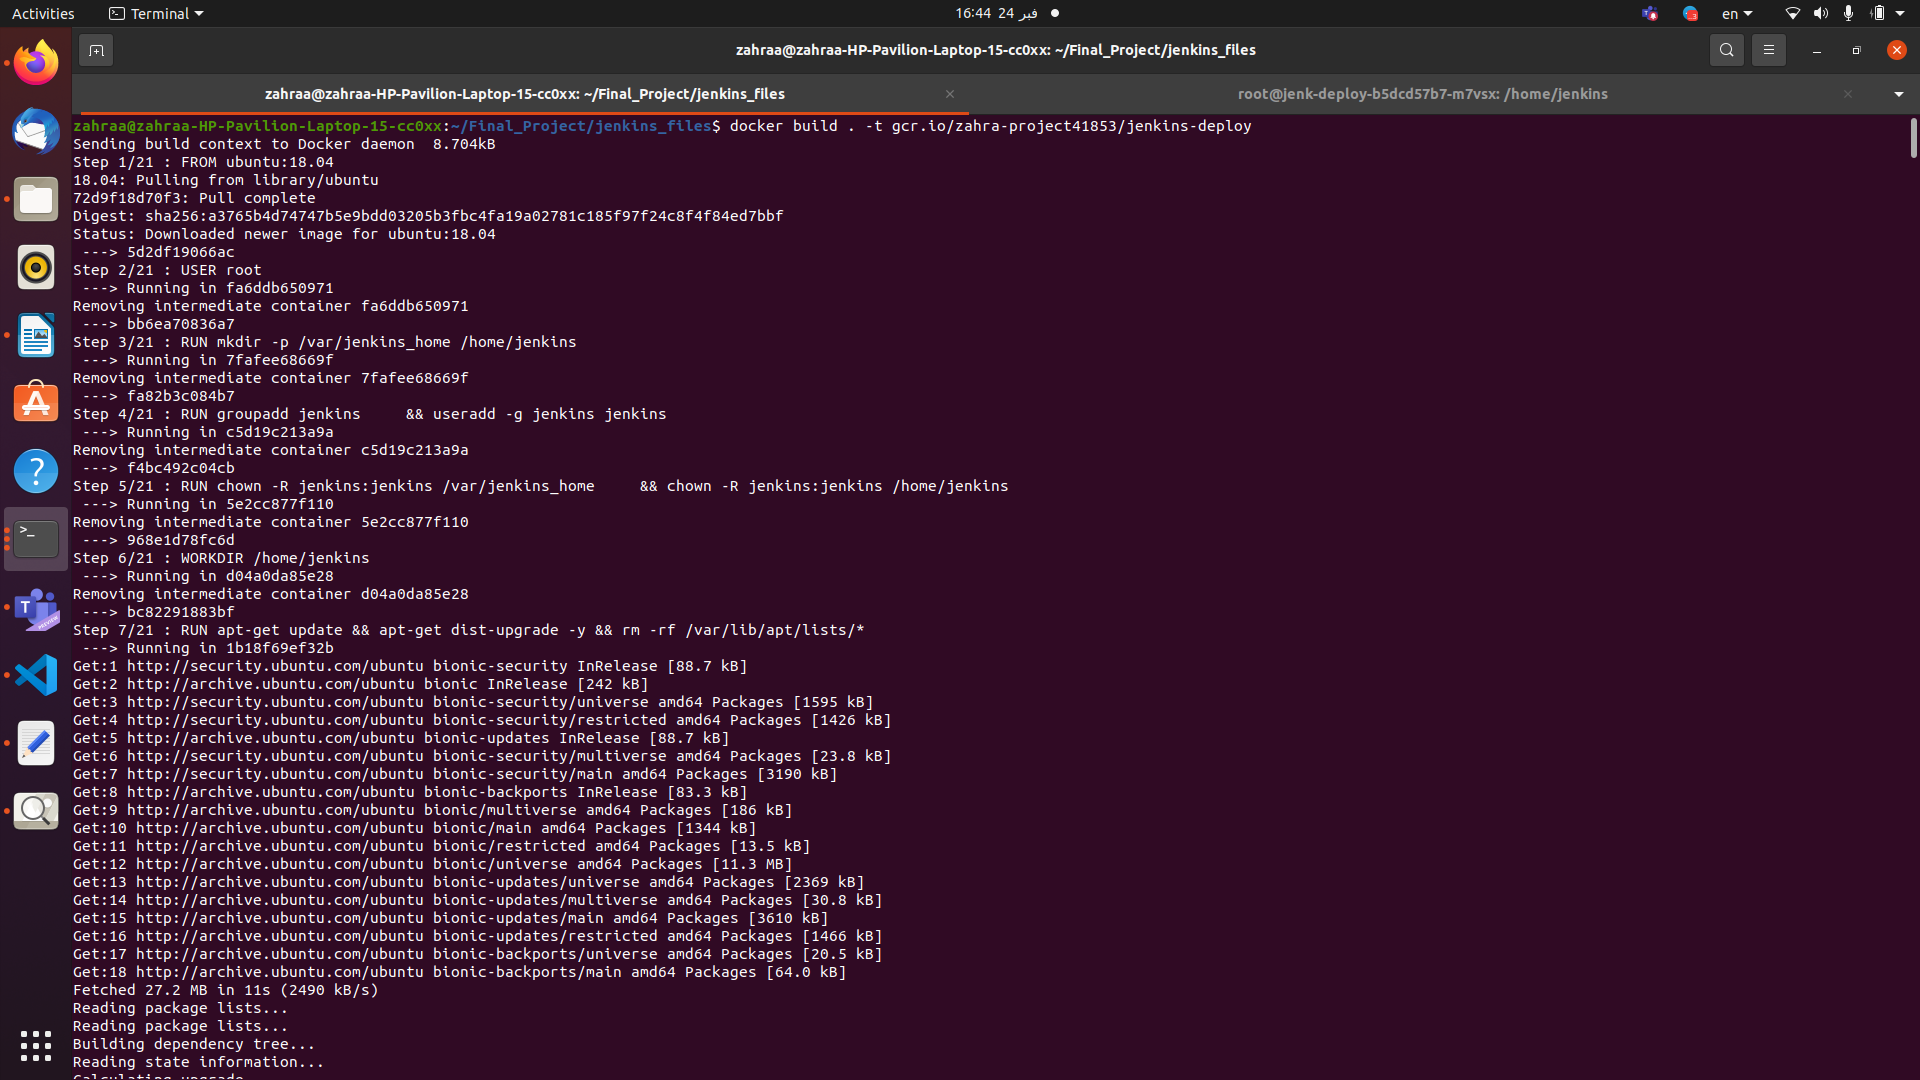 Activities
Terminal
16:44 24 فبر
en
zahraa@zahraa-HP-Pavilion-Laptop-15-cc0xx: ~/Final_Project/jenkins_files
zahraa@zahraa-HP-Pavilion-Laptop-15-cc0xx: ~/Final_Project/jenkins_files
root@jenk-deploy-b5dcd57b7-m7vsx: /home/jenkins
zahraa@zahraa-HP-Pavilion-Laptop-15-cc0xx:~/Final_Project/jenkins_files$ docker build . -t gcr.io/zahra-project41853/jenkins-deploy
Sending build context to Docker daemon  8.704kB
Step 1/21 : FROM ubuntu:18.04
18.04: Pulling from library/ubuntu
72d9f18d70f3: Pull complete
Digest: sha256:a3765b4d74747b5e9bdd03205b3fbc4fa19a02781c185f97f24c8f4f84ed7bbf
Status: Downloaded newer image for ubuntu:18.04
 ---> 5d2df19066ac
Step 2/21 : USER root
 ---> Running in fa6ddb650971
Removing intermediate container fa6ddb650971
 ---> bb6ea70836a7
Step 3/21 : RUN mkdir -p /var/jenkins_home /home/jenkins
 ---> Running in 7fafee68669f
Removing intermediate container 7fafee68669f
 ---> fa82b3c084b7
Step 4/21 : RUN groupadd jenkins     && useradd -g jenkins jenkins
 ---> Running in c5d19c213a9a
Removing intermediate container c5d19c213a9a
 ---> f4bc492c04cb
Step 5/21 : RUN chown -R jenkins:jenkins /var/jenkins_home     && chown -R jenkins:jenkins /home/jenkins
 ---> Running in 5e2cc877f110
Removing intermediate container 5e2cc877f110
 ---> 968e1d78fc6d
Step 6/21 : WORKDIR /home/jenkins
 ---> Running in d04a0da85e28
Removing intermediate container d04a0da85e28
 ---> bc82291883bf
Step 7/21 : RUN apt-get update && apt-get dist-upgrade -y && rm -rf /var/lib/apt/lists/*
 ---> Running in 1b18f69ef32b
Get:1 http://security.ubuntu.com/ubuntu bionic-security InRelease [88.7 kB]
Get:2 http://archive.ubuntu.com/ubuntu bionic InRelease [242 kB]
Get:3 http://security.ubuntu.com/ubuntu bionic-security/universe amd64 Packages [1595 kB]
Get:4 http://security.ubuntu.com/ubuntu bionic-security/restricted amd64 Packages [1426 kB]
Get:5 http://archive.ubuntu.com/ubuntu bionic-updates InRelease [88.7 kB]
Get:6 http://security.ubuntu.com/ubuntu bionic-security/multiverse amd64 Packages [23.8 kB]
Get:7 http://security.ubuntu.com/ubuntu bionic-security/main amd64 Packages [3190 kB]
Get:8 http://archive.ubuntu.com/ubuntu bionic-backports InRelease [83.3 kB]
Get:9 http://archive.ubuntu.com/ubuntu bionic/multiverse amd64 Packages [186 kB]
Get:10 http://archive.ubuntu.com/ubuntu bionic/main amd64 Packages [1344 kB]
Get:11 http://archive.ubuntu.com/ubuntu bionic/restricted amd64 Packages [13.5 kB]
Get:12 http://archive.ubuntu.com/ubuntu bionic/universe amd64 Packages [11.3 MB]
Get:13 http://archive.ubuntu.com/ubuntu bionic-updates/universe amd64 Packages [2369 kB]
Get:14 http://archive.ubuntu.com/ubuntu bionic-updates/multiverse amd64 Packages [30.8 kB]
Get:15 http://archive.ubuntu.com/ubuntu bionic-updates/main amd64 Packages [3610 kB]
Get:16 http://archive.ubuntu.com/ubuntu bionic-updates/restricted amd64 Packages [1466 kB]
Get:17 http://archive.ubuntu.com/ubuntu bionic-backports/universe amd64 Packages [20.5 kB]
Get:18 http://archive.ubuntu.com/ubuntu bionic-backports/main amd64 Packages [64.0 kB]
Fetched 27.2 MB in 11s (2490 kB/s)
Reading package lists...
Reading package lists...
Building dependency tree...
Reading state information...